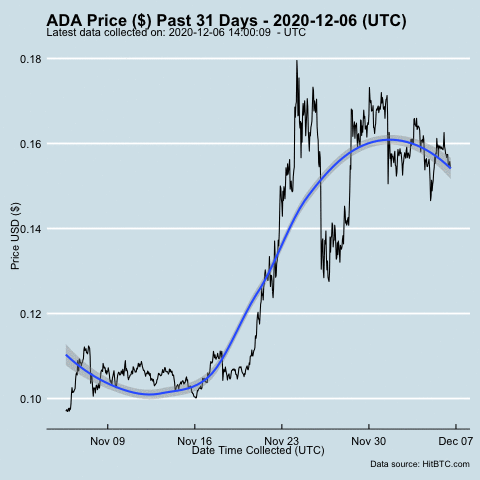 ADA Price ($) Past 31 Days - 2020-12-06 (UTC)
Latest data collected on: 2020-12-06 14:00:09 - UTC
0.18
0.16
0.14
0.12
0.10
Price USD ($)
Nov 09 Nov 16 Nov 23 Nov 30 Dec 07
Date Time Collected (UTC)
Data source: HitBTC.com